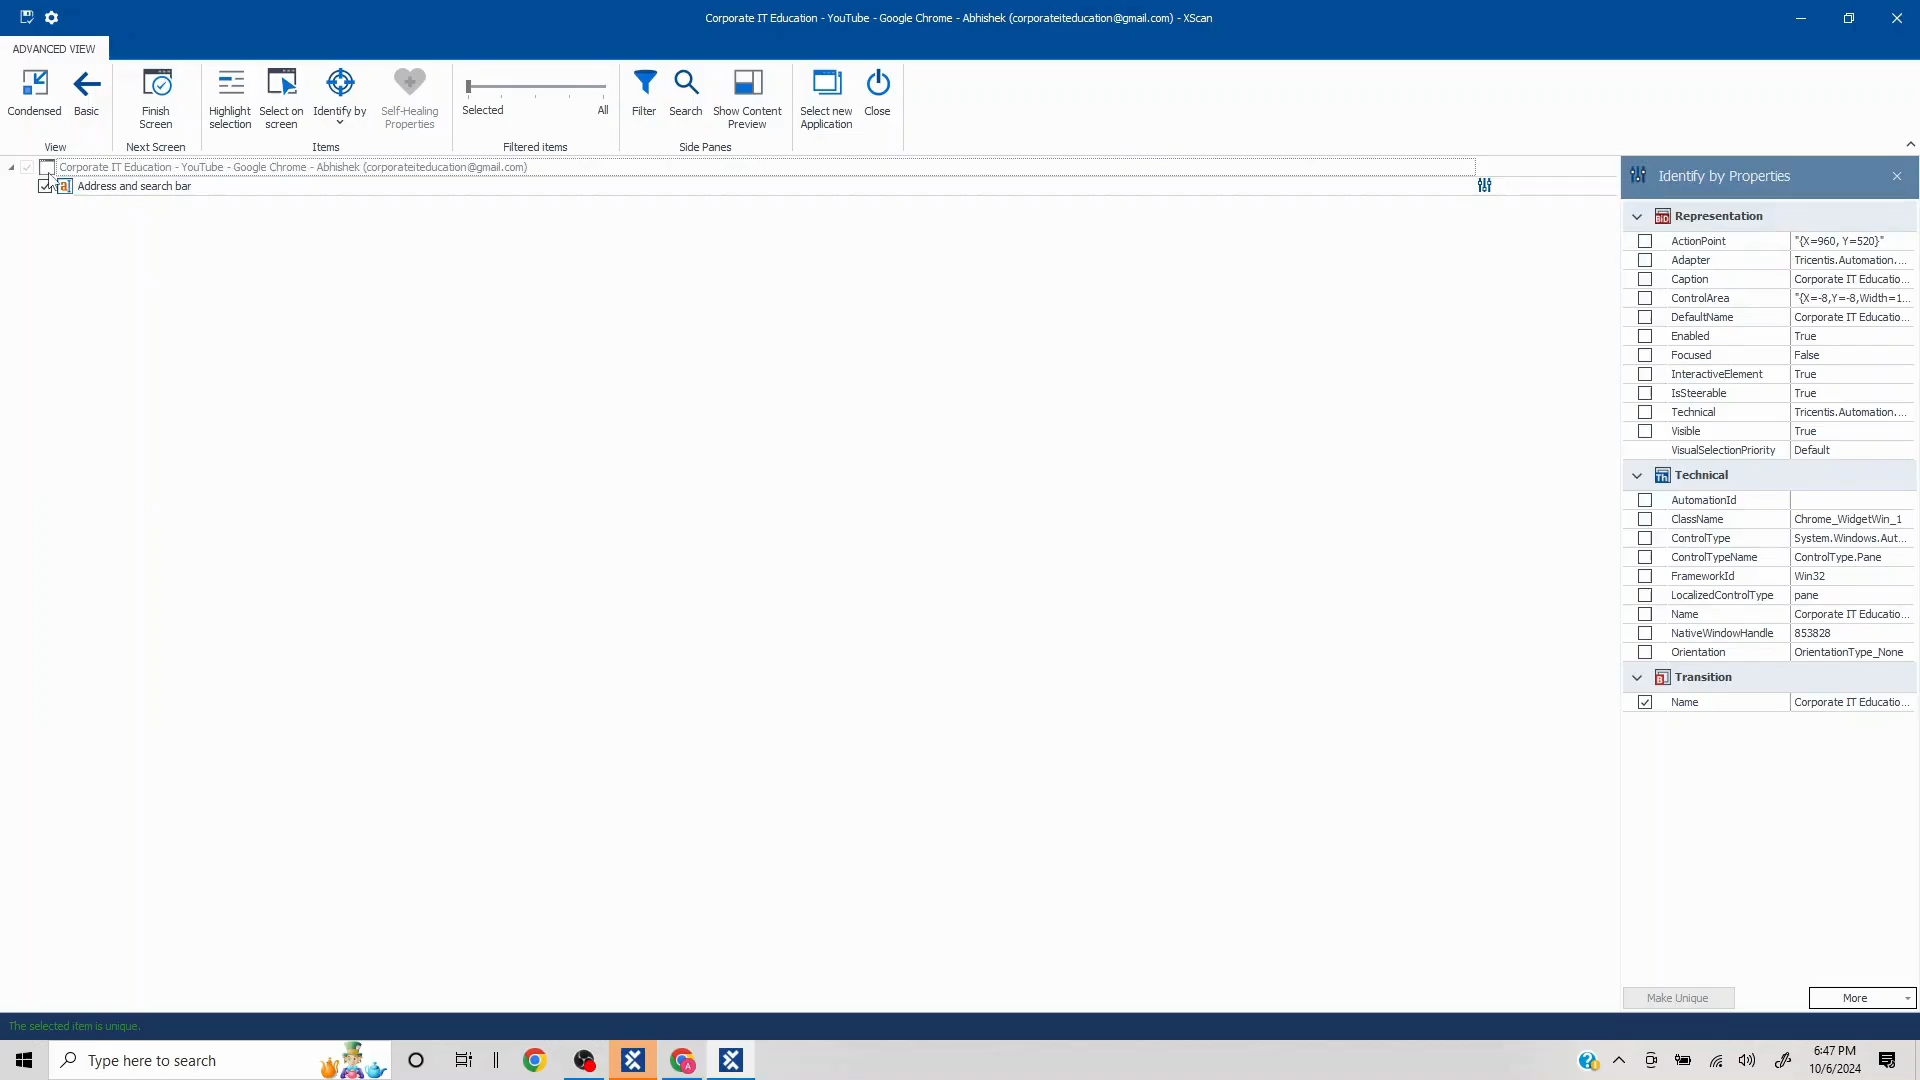 Corporate IT Education - YouTube - Google Chrome - Abhishek (corporateiteducation@gmail.com) - XScan
ADVANCED VIEW
Condensed
Basic
Finish
Screen
Highlight
selection
Select on
screen
Identify by
Self-Healing
Properties
Selected
All
Filter
Search
Show Content
Preview
Select new
Application
Close
View
Next Screen
Items
Filtered items
Side Panes
Corporate IT Education - YouTube - Google Chrome - Abhishek (corporateiteducation@gmail.com)
Address and search bar
Identify by Properties
Representation
ActionPoint "{X=960, Y=520}"
Adapter Tricentis.Automation....
Caption Corporate IT Educatio...
ControlArea "{X=-8,Y=-8,Width=1...
DefaultName Corporate IT Educatio...
Enabled True
Focused False
InteractiveElement True
IsSteerable True
Technical Tricentis.Automation....
Visible True
VisualSelectionPriority Default
Technical
AutomationId
ClassName Chrome_WidgetWin_1
ControlType System.Windows.Aut...
ControlTypeName ControlType.Pane
FrameworkId Win32
LocalizedControlType pane
Name Corporate IT Educatio...
NativeWindowHandle 853828
Orientation OrientationType_None
Transition
Name Corporate IT Educatio...
Make Unique
More
The selected item is unique.
Type here to search
6:47 PM
10/6/2024